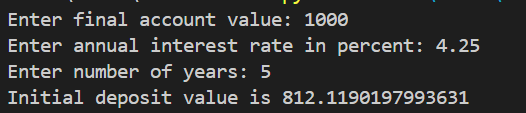 Enter final account value: 1000
Enter annual interest rate in percent: 4.25
Enter number of years: 5
Initial deposit value is 812.1190197993631